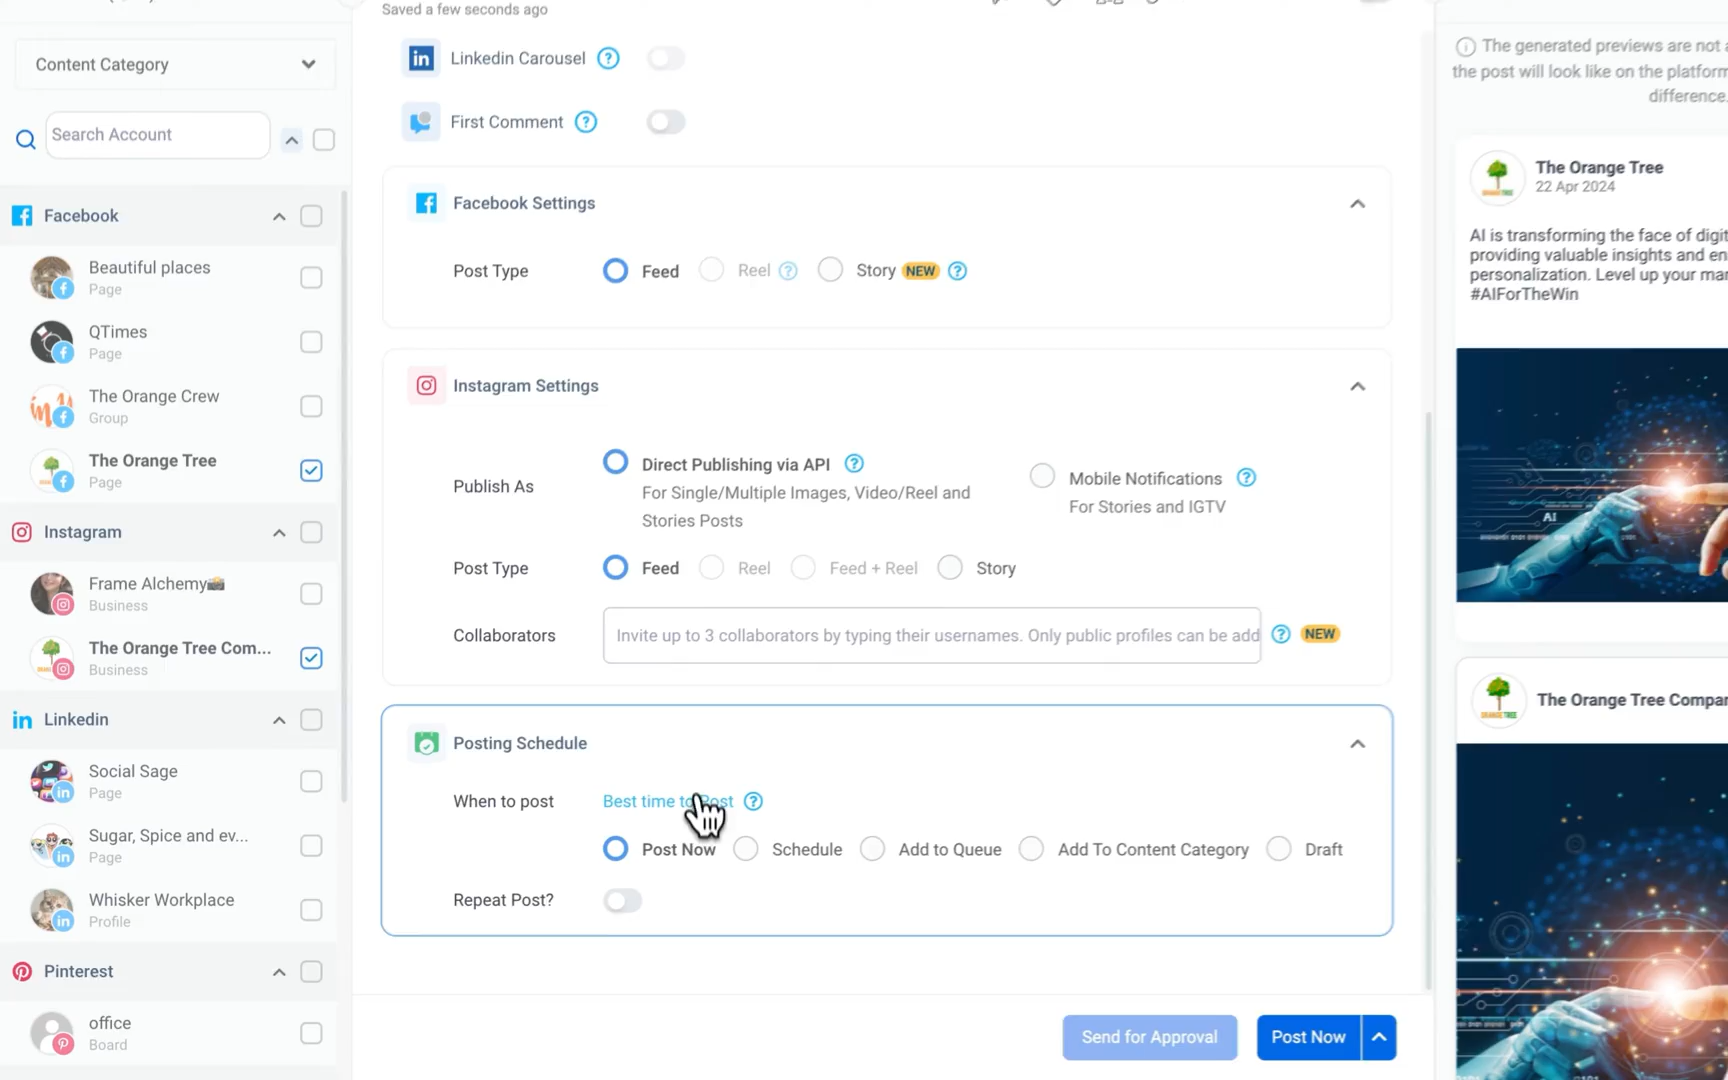 Saved a few seconds ago
Content Category
Search Account
Facebook
Beautiful places
Page
QTimes
Page
The Orange Crew
Group
The Orange Tree
Page
Instagram
Frame Alchemy📸
Business
The Orange Tree Com...
Business
Linkedin
Social Sage
Page
Sugar, Spice and ev...
Page
Whisker Workplace
Profile
Pinterest
office
Board
Linkedin Carousel ?
First Comment ?
Facebook Settings
Post Type Feed Reel ? Story NEW ?
Instagram Settings
Publish As
Direct Publishing via API ?
For Single/Multiple Images, Video/Reel and
Stories Posts
Mobile Notifications ?
For Stories and IGTV
Post Type Feed Reel Feed + Reel Story
Collaborators Invite up to 3 collaborators by typing their usernames. Only public profiles can be add ? NEW
Posting Schedule
When to post Best time to Post ?
Post Now Schedule Add to Queue Add To Content Category Draft
Repeat Post?
Send for Approval Post Now
The generated previews are not a
the post will look like on the platform
difference.
The Orange Tree
22 Apr 2024
AI is transforming the face of digit
providing valuable insights and en
personalization. Level up your mar
#AIForTheWin
AI
The Orange Tree Compar